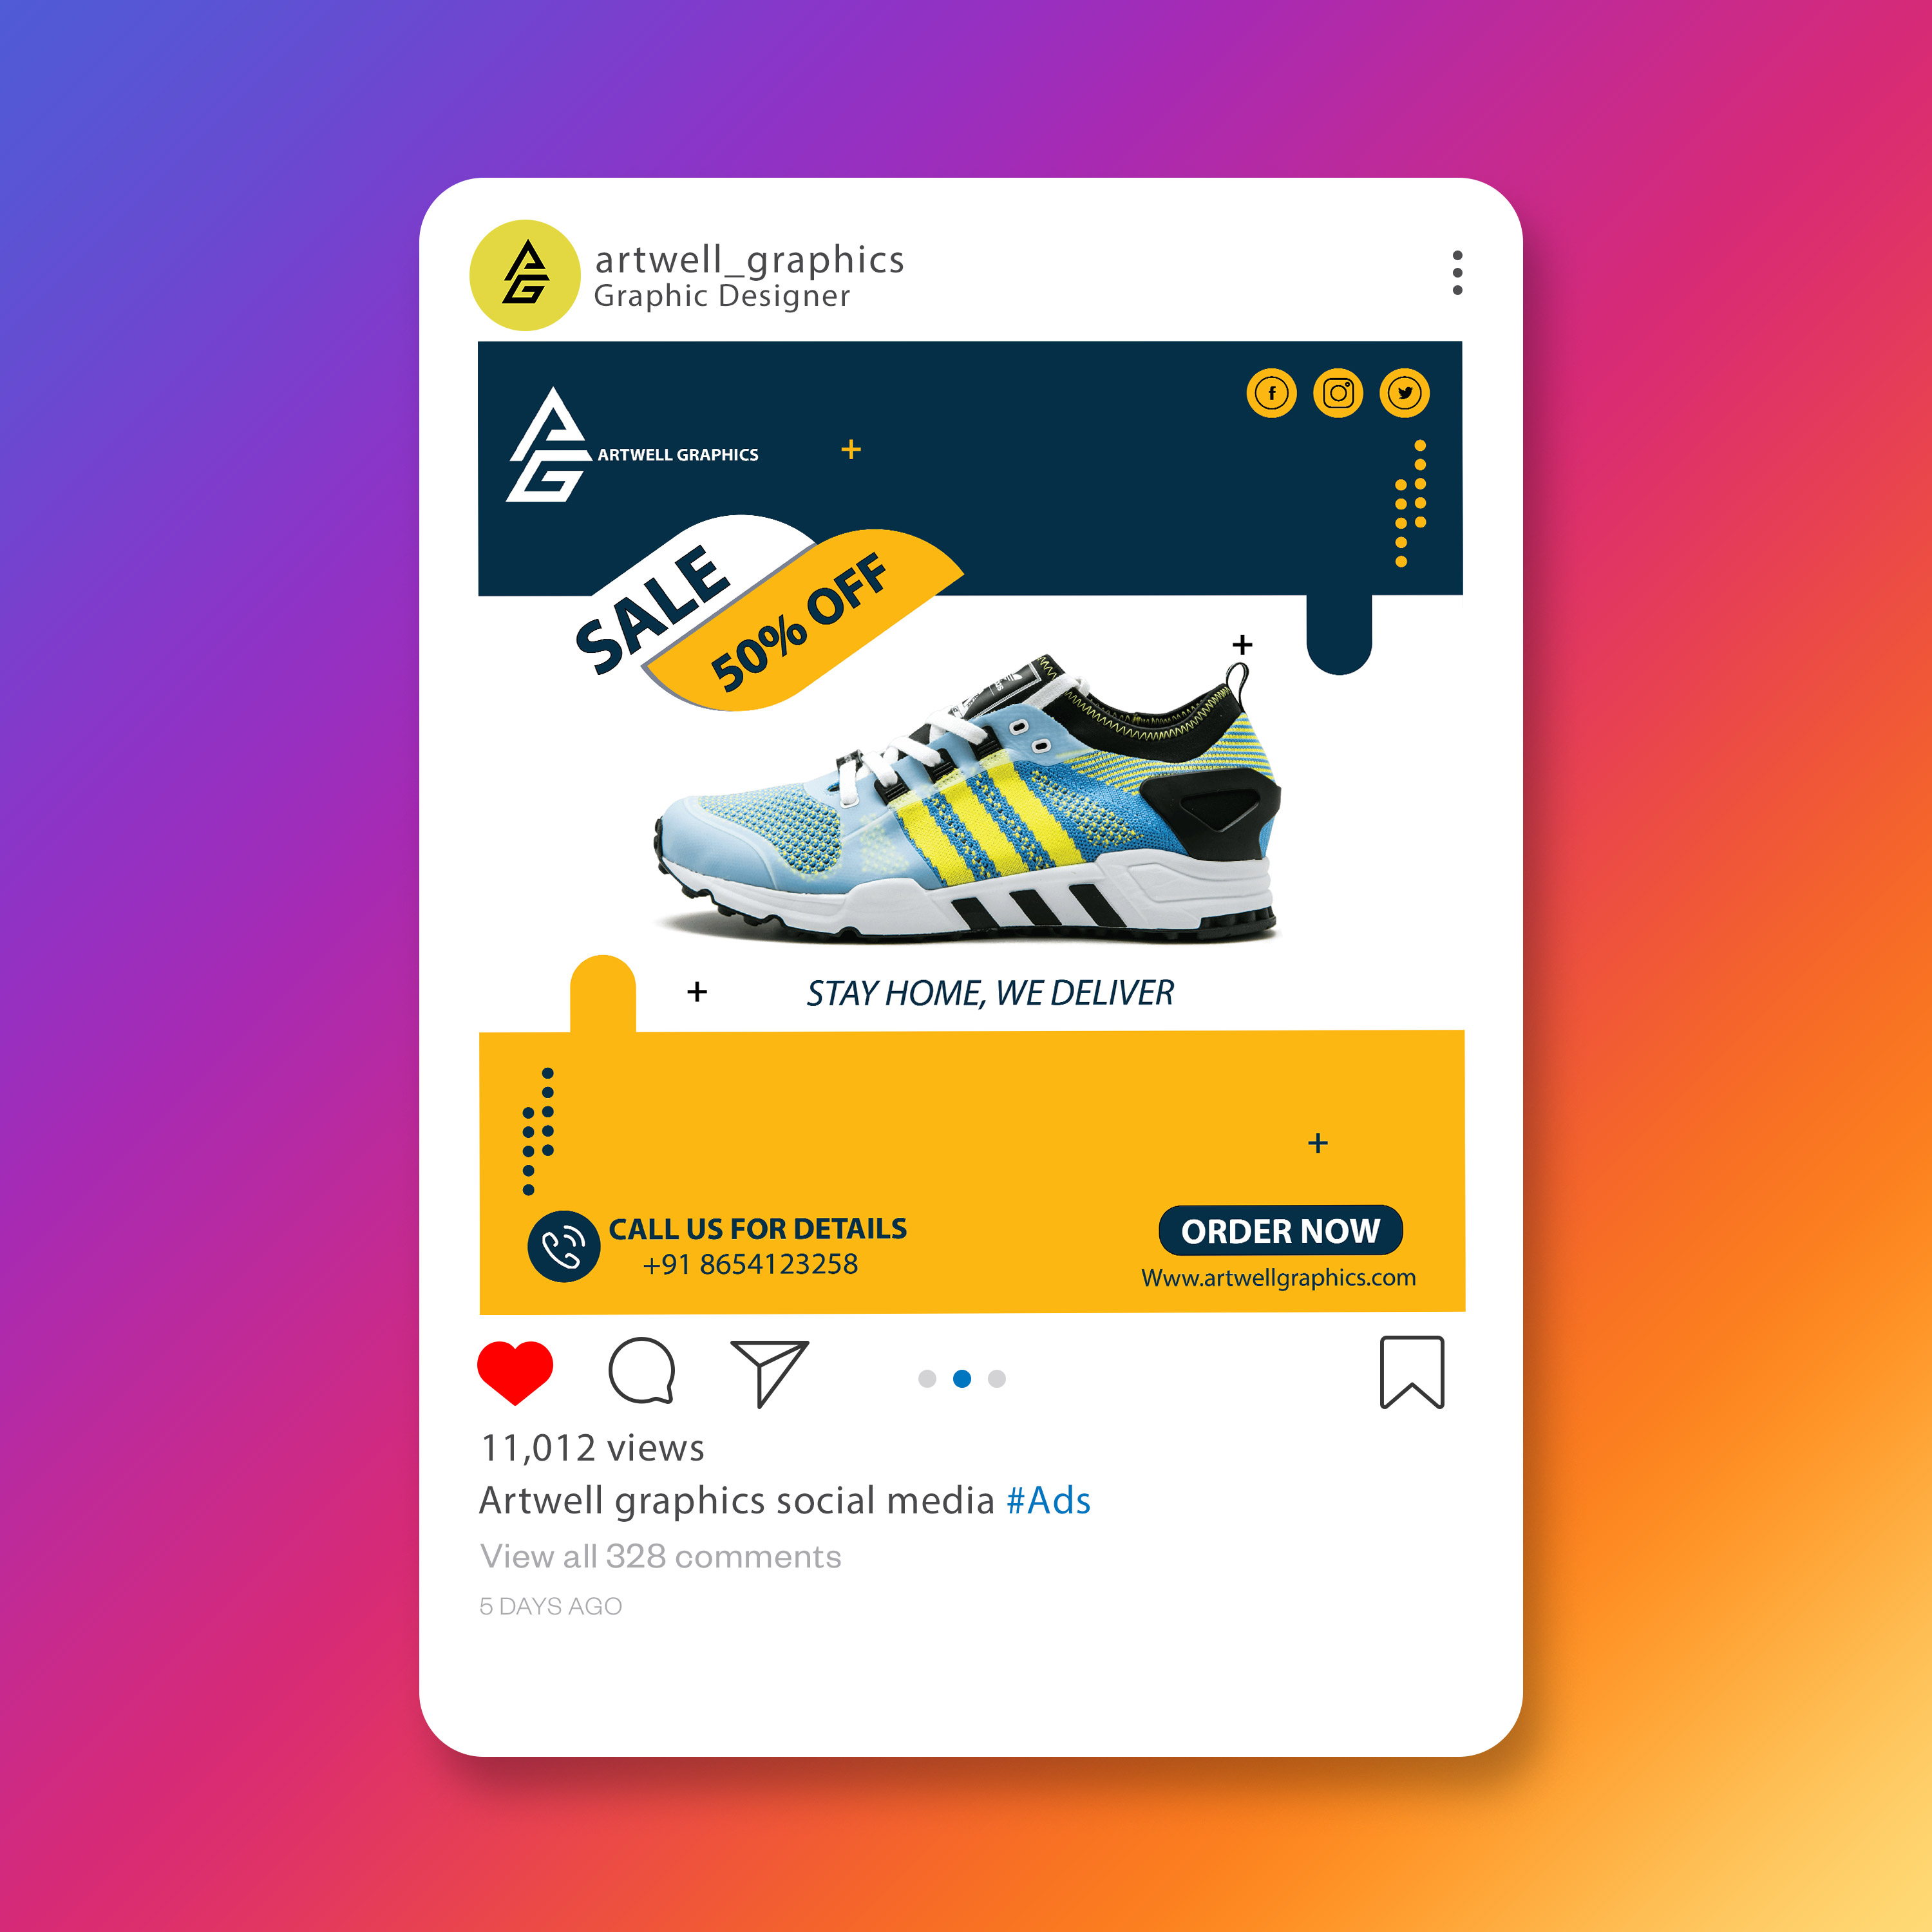 artwell_graphics
Graphic Designer
ARTWELL GRAPHICS
SALE
50% OFF
STAY HOME, WE DELIVER
CALL US FOR DETAILS
+91 8654123258
ORDER NOW
Www.artwellgraphics.com
11,012 views
Artwell graphics social media #Ads
View all 328 comments
5 DAYS AGO